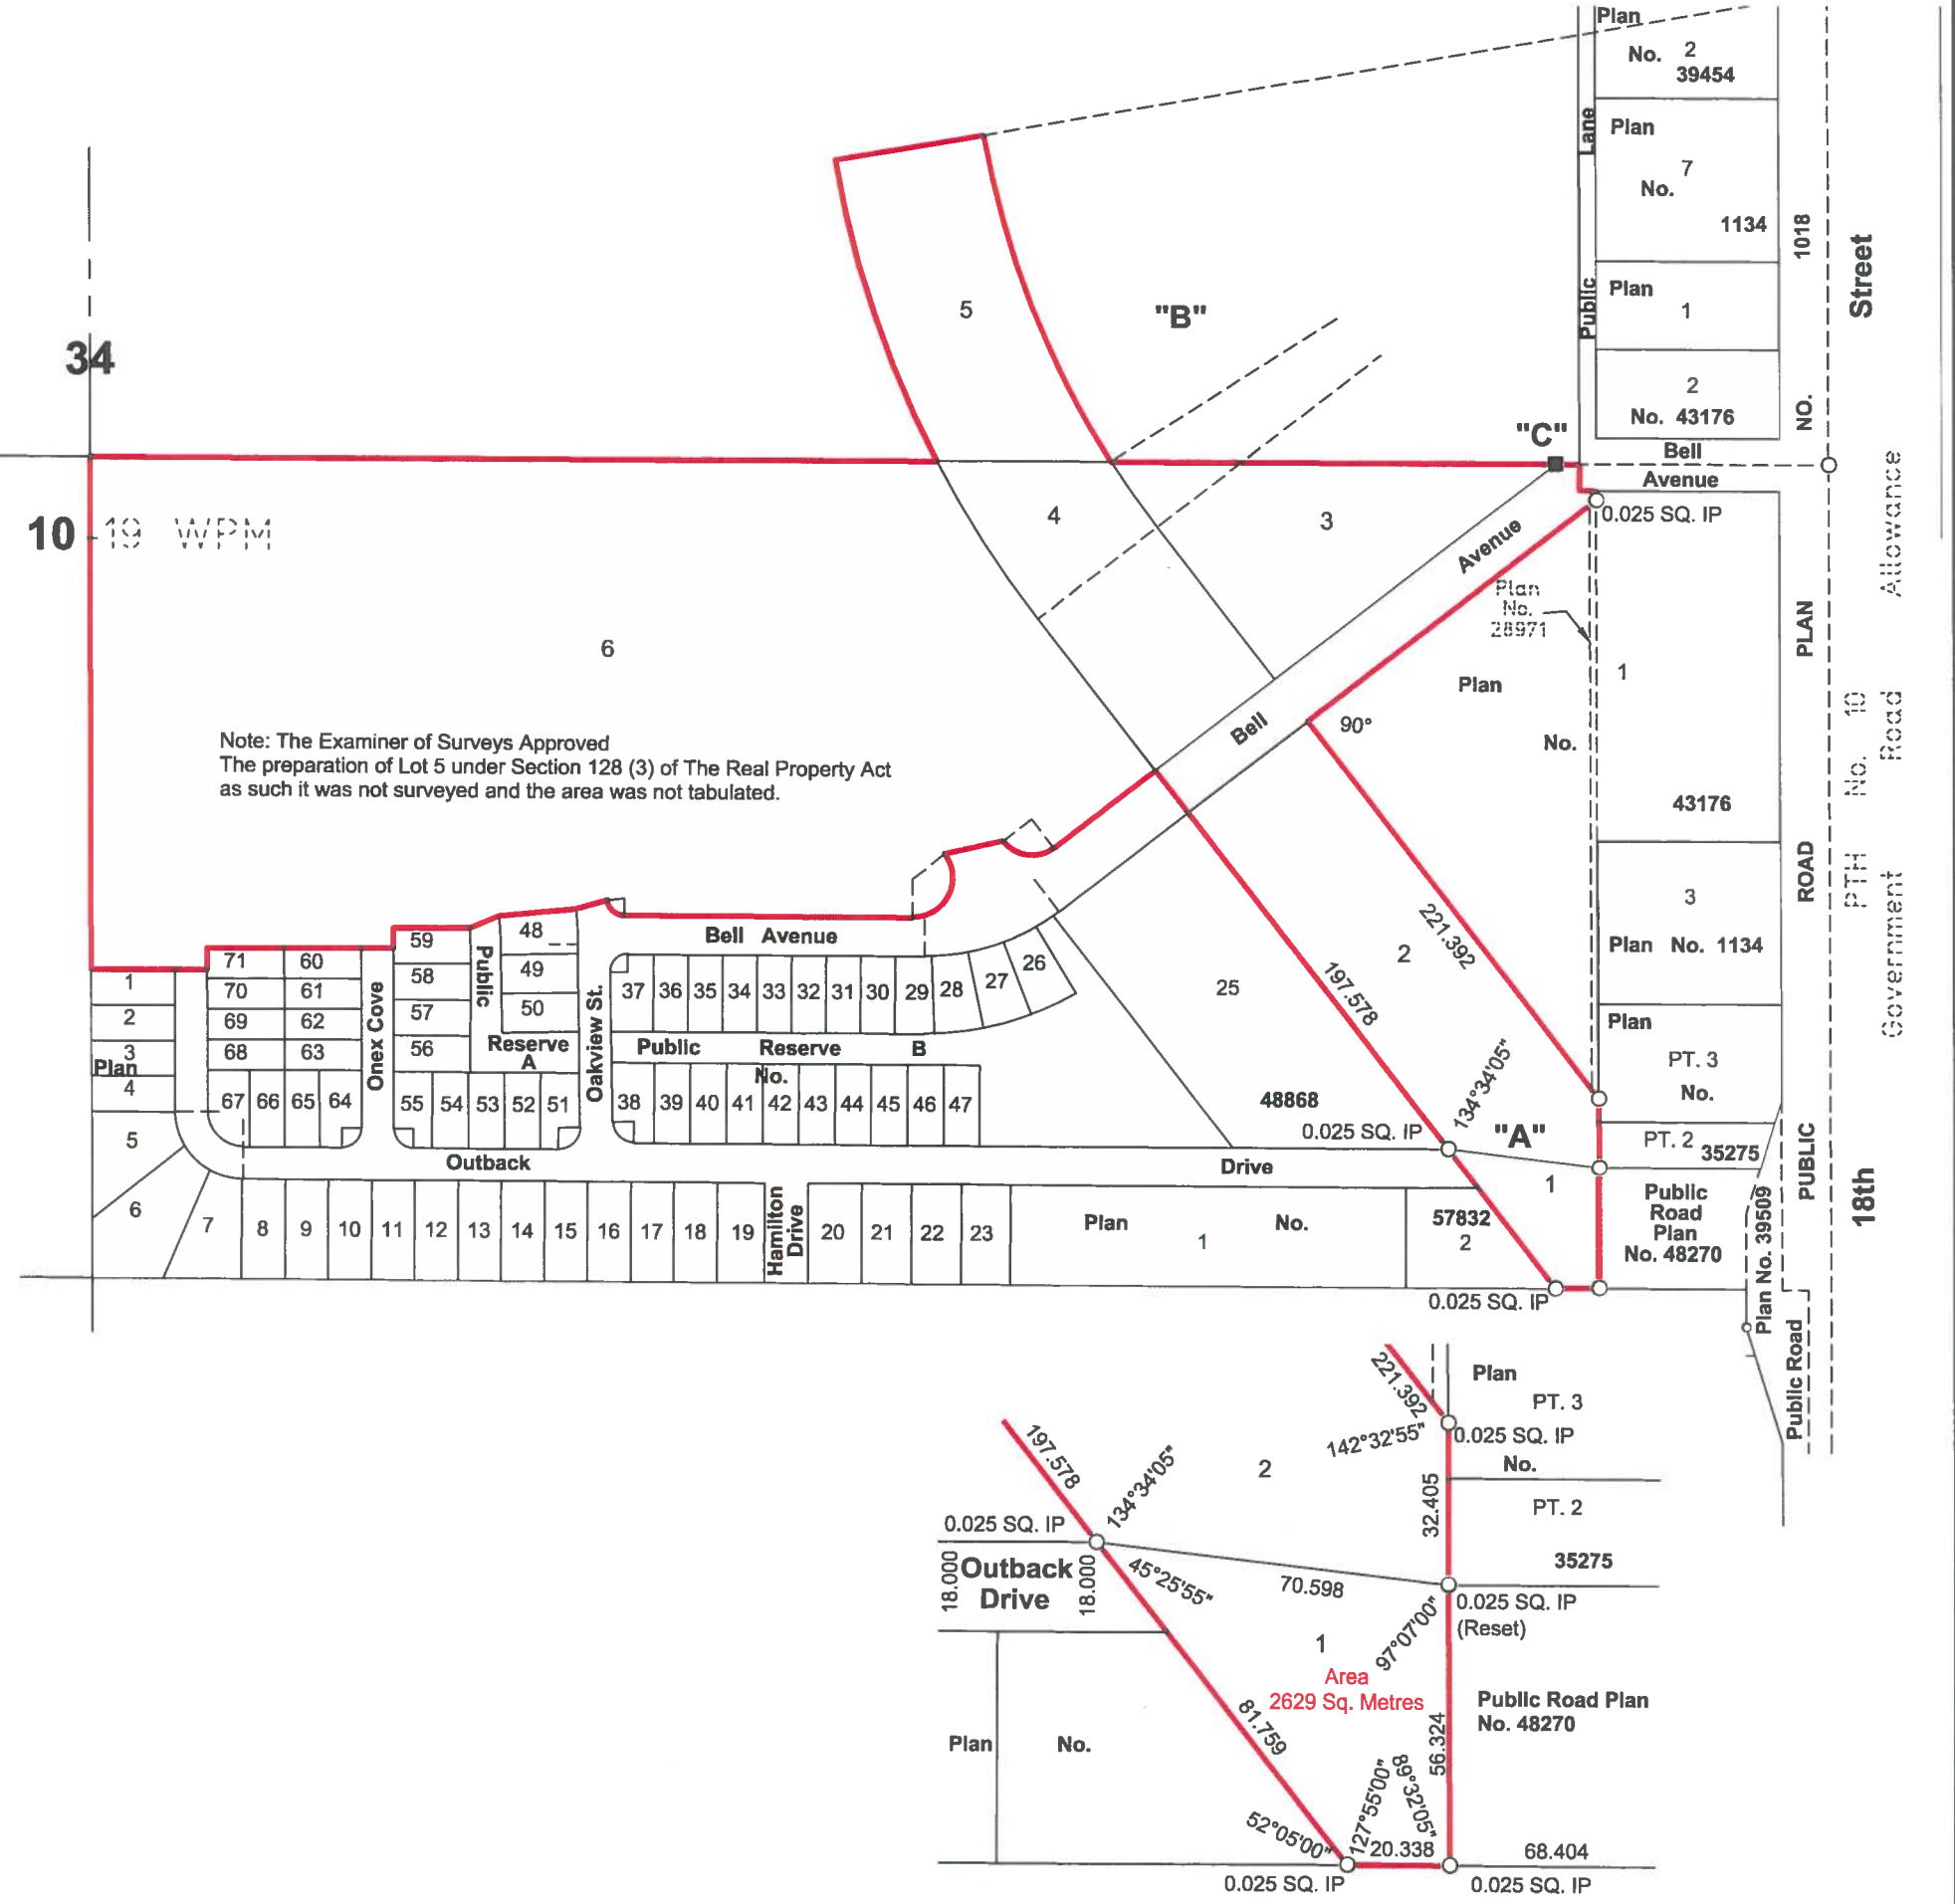 Plan
No. 2
39454
Lane
Plan
7
No.
1134
1018
Street
5
"B"
Public
Plan
1
34
2
No. 43176
NO.
"C"
Bell
Avenue
0.025 SQ. IP
10
19 WPM
4
3
Avenue
Allowance
Plan
No.
28971
6
PLAN
1
Plan
No.
Bell
90°
Note: The Examiner of Surveys Approved
The preparation of Lot 5 under Section 128 (3) of The Real Property Act
as such it was not surveyed and the area was not tabulated.
43176
PTH No. 10
Government Road
ROAD
3
Plan No. 1134
221.392
2
197.578
25
Bell Avenue
59
48
Public
58
49
57
50
56
Reserve
A
71 60
70 61
69 62
68 63
67 66 65 64
Onex Cove
55 54 53 52 51
Oakview St.
37 36 35 34 33 32 31 30 29 28 27 26
Public Reserve B
No.
38 39 40 41 42 43 44 45 46 47
1
2
3
Plan
4
5
6
7
48868
0.025 SQ. IP
134°34'05"
"A"
Plan
PT. 3
No.
PT. 2 35275
Outback
Drive
1
8 9 10 11 12 13 14 15 16 17 18 19
Hamilton
Drive
20 21 22 23
Plan No.
1
57832
2
0.025 SQ. IP
Public
Road
Plan
No. 48270
Plan No. 39509
PUBLIC
18th
Public Road
221.392
Plan
PT. 3
142°32'55"
0.025 SQ. IP
No.
197.578
134°34'05"
2
32.405
PT. 2
35275
0.025 SQ. IP
18.000
Outback
Drive
18.000
45°25'55"
70.598
0.025 SQ. IP
(Reset)
97°07'00"
1
Area
2629 Sq. Metres
Public Road Plan
No. 48270
81.759
56.324
Plan No.
52°05'00"
127°55'00"
89°32'05"
20.338
68.404
0.025 SQ. IP
0.025 SQ. IP